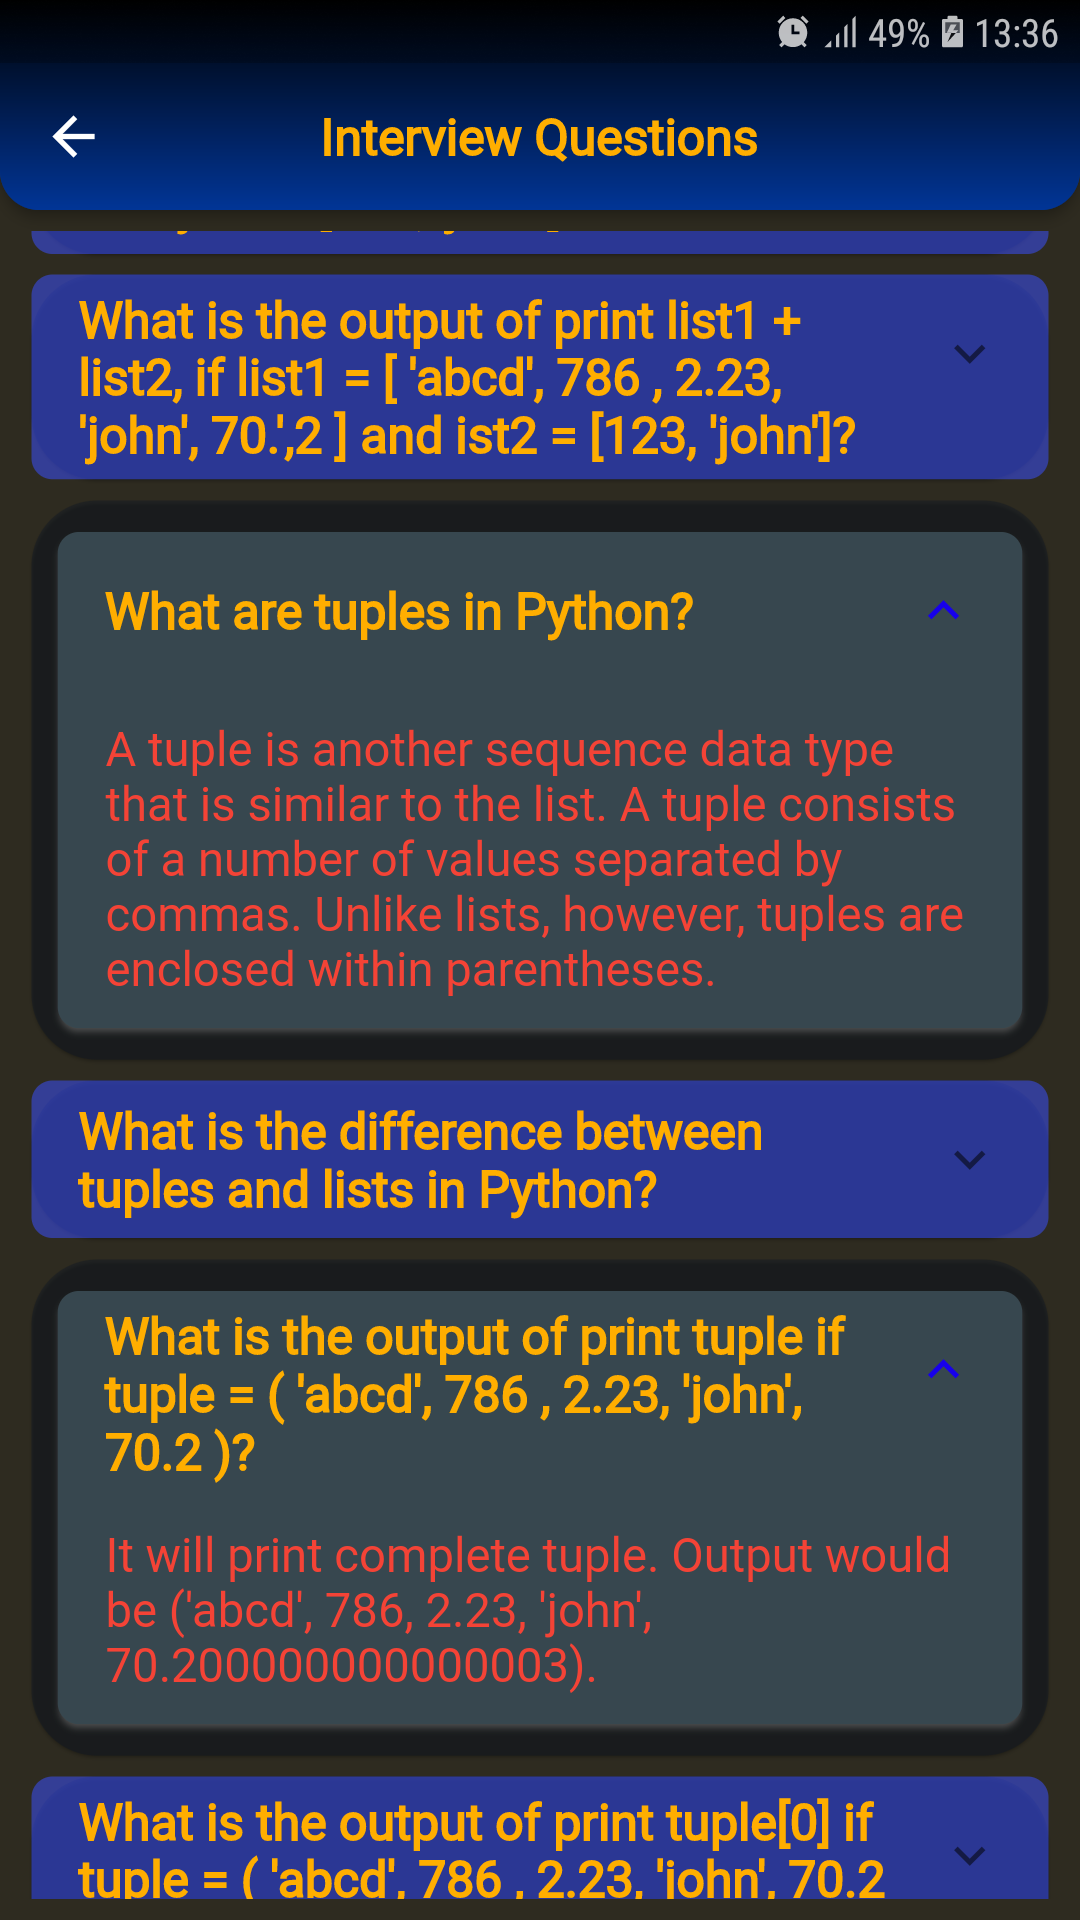 49% 13:36
Interview Questions
What is the output of print list1 +
list2, if list1 = [ 'abcd', 786 , 2.23,
'john', 70.',2 ] and ist2 = [123, 'john']?
What are tuples in Python?
A tuple is another sequence data type
that is similar to the list. A tuple consists
of a number of values separated by
commas. Unlike lists, however, tuples are
enclosed within parentheses.
What is the difference between
tuples and lists in Python?
What is the output of print tuple if
tuple = ( 'abcd', 786 , 2.23, 'john',
70.2 )?
It will print complete tuple. Output would
be ('abcd', 786, 2.23, 'john',
70.200000000000003).
What is the output of print tuple[0] if
tuple = ( 'abcd', 786 , 2.23, 'john', 70.2